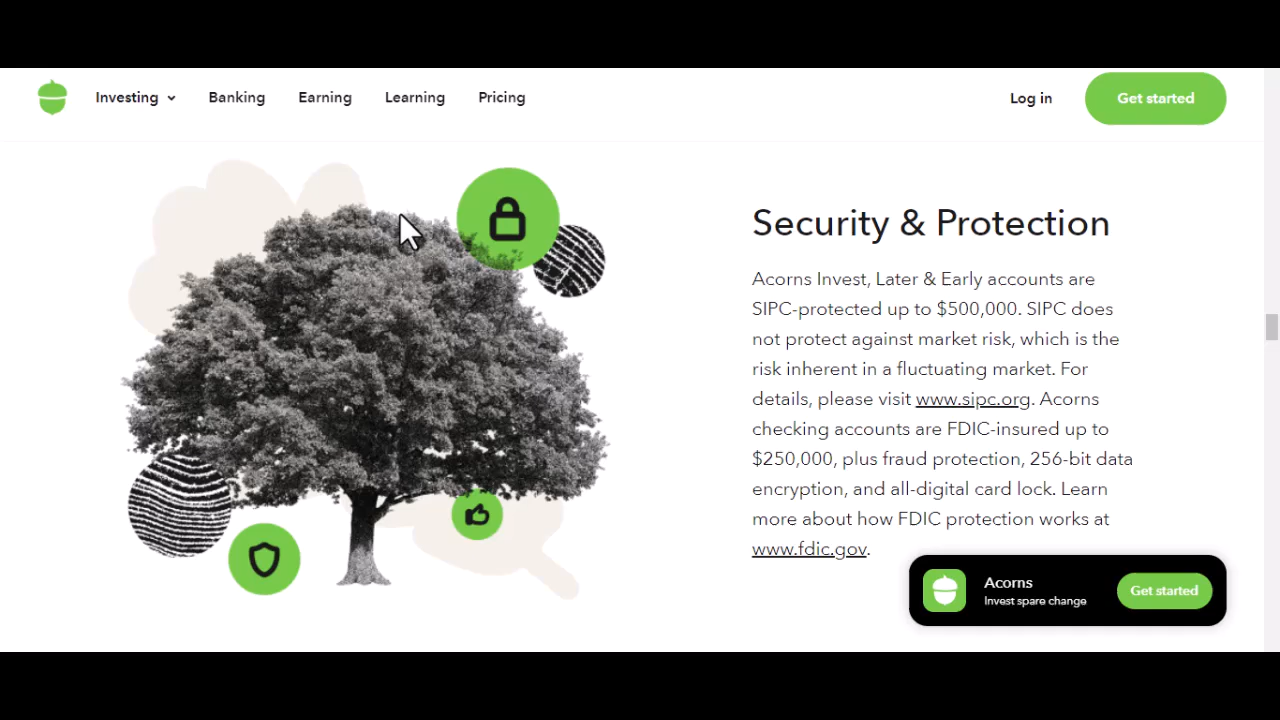 Investing
Banking
Earning
Learning
Pricing
Log in
Get started
Security & Protection
Acorns Invest, Later & Early accounts are
SIPC-protected up to $500,000. SIPC does
not protect against market risk, which is the
risk inherent in a fluctuating market. For
details, please visit www.sipc.org. Acorns
checking accounts are FDIC-insured up to
$250,000, plus fraud protection, 256-bit data
encryption, and all-digital card lock. Learn
more about how FDIC protection works at
www.fdic.gov.
Acorns
Invest spare change
Get started